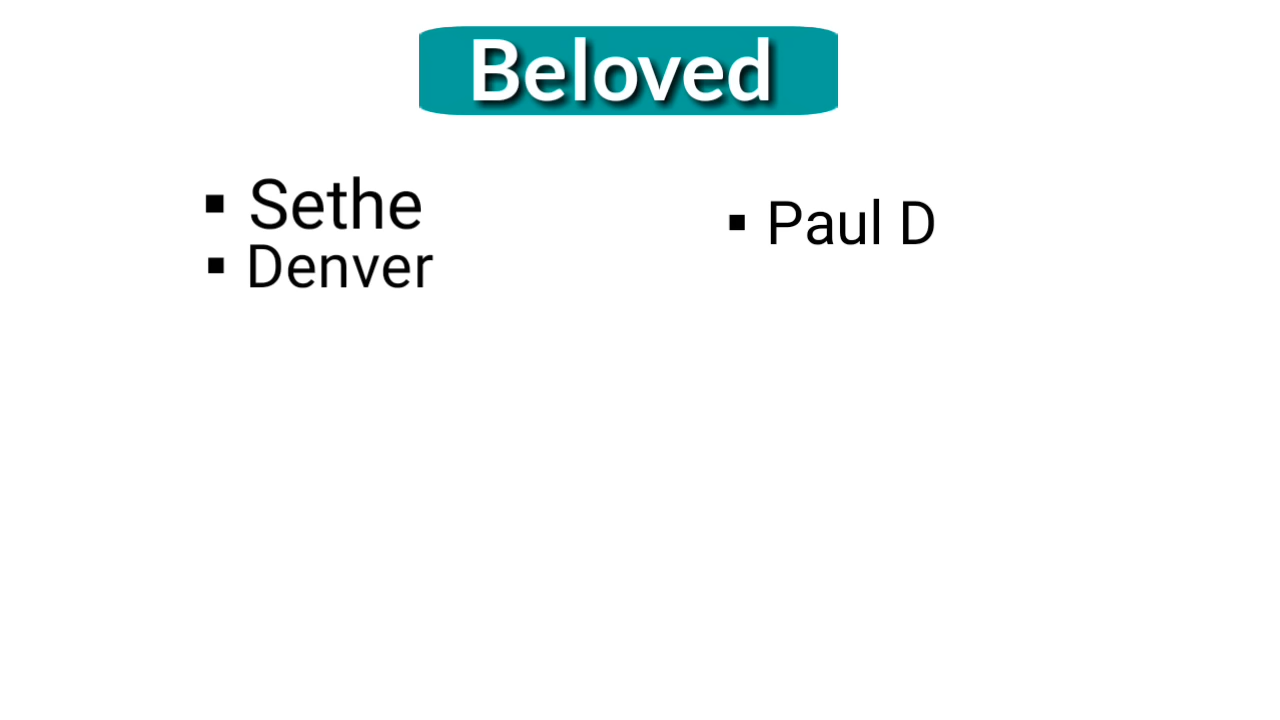 Beloved
▪ Sethe
▪ Denver
▪ Paul D